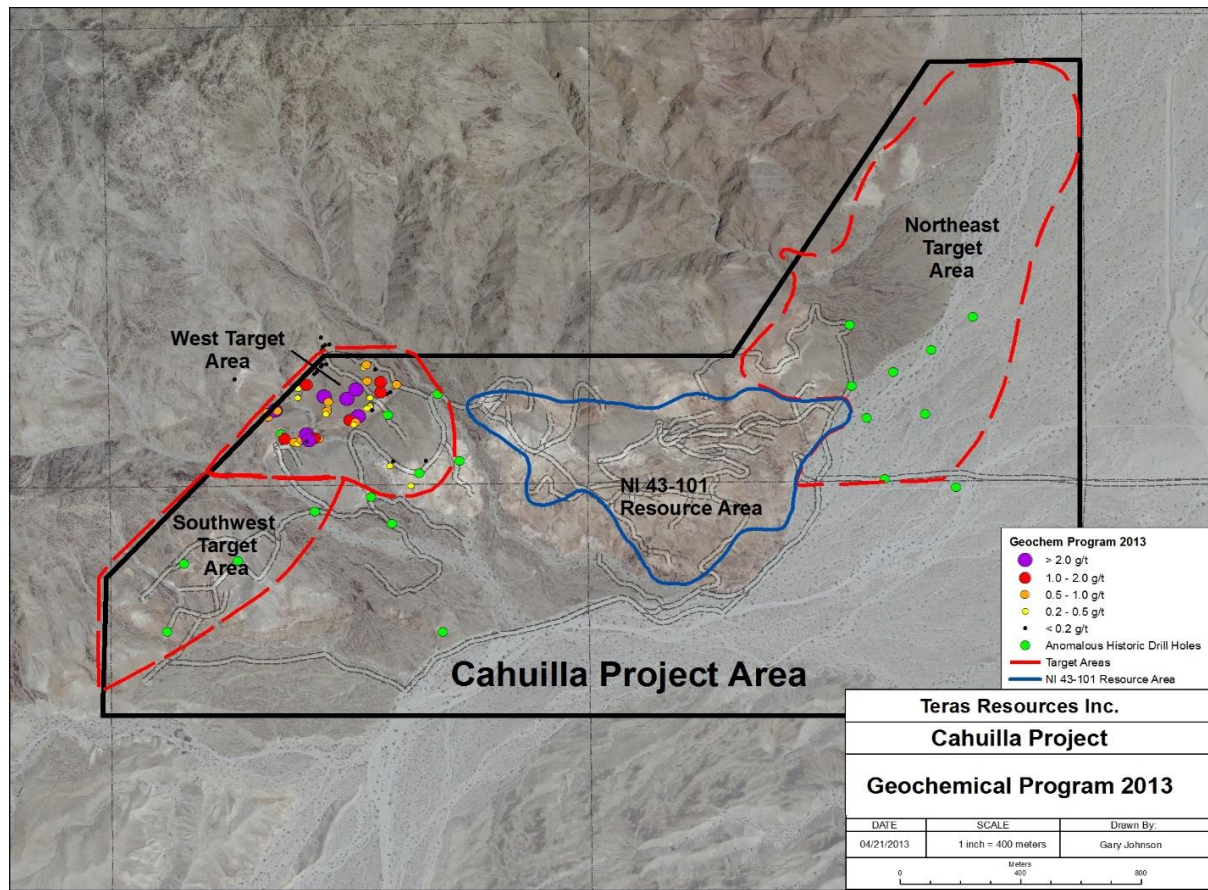 Northeast
Target
Area
West Target
Area
NI 43-101
Resource Area
Southwest
Target
Area
Cahuilla Project Area
Geochem Program 2013
> 2.0 g/t
1.0 - 2.0 g/t
0.5 - 1.0 g/t
0.2 - 0.5 g/t
< 0.2 g/t
Anomalous Historic Drill Holes
Target Areas
NI 43-101 Resource Area
Teras Resources Inc.
Cahuilla Project
Geochemical Program 2013
DATE SCALE Drawn By:
04/21/2013 1 inch = 400 meters Gary Johnson
Meters
0 400 800